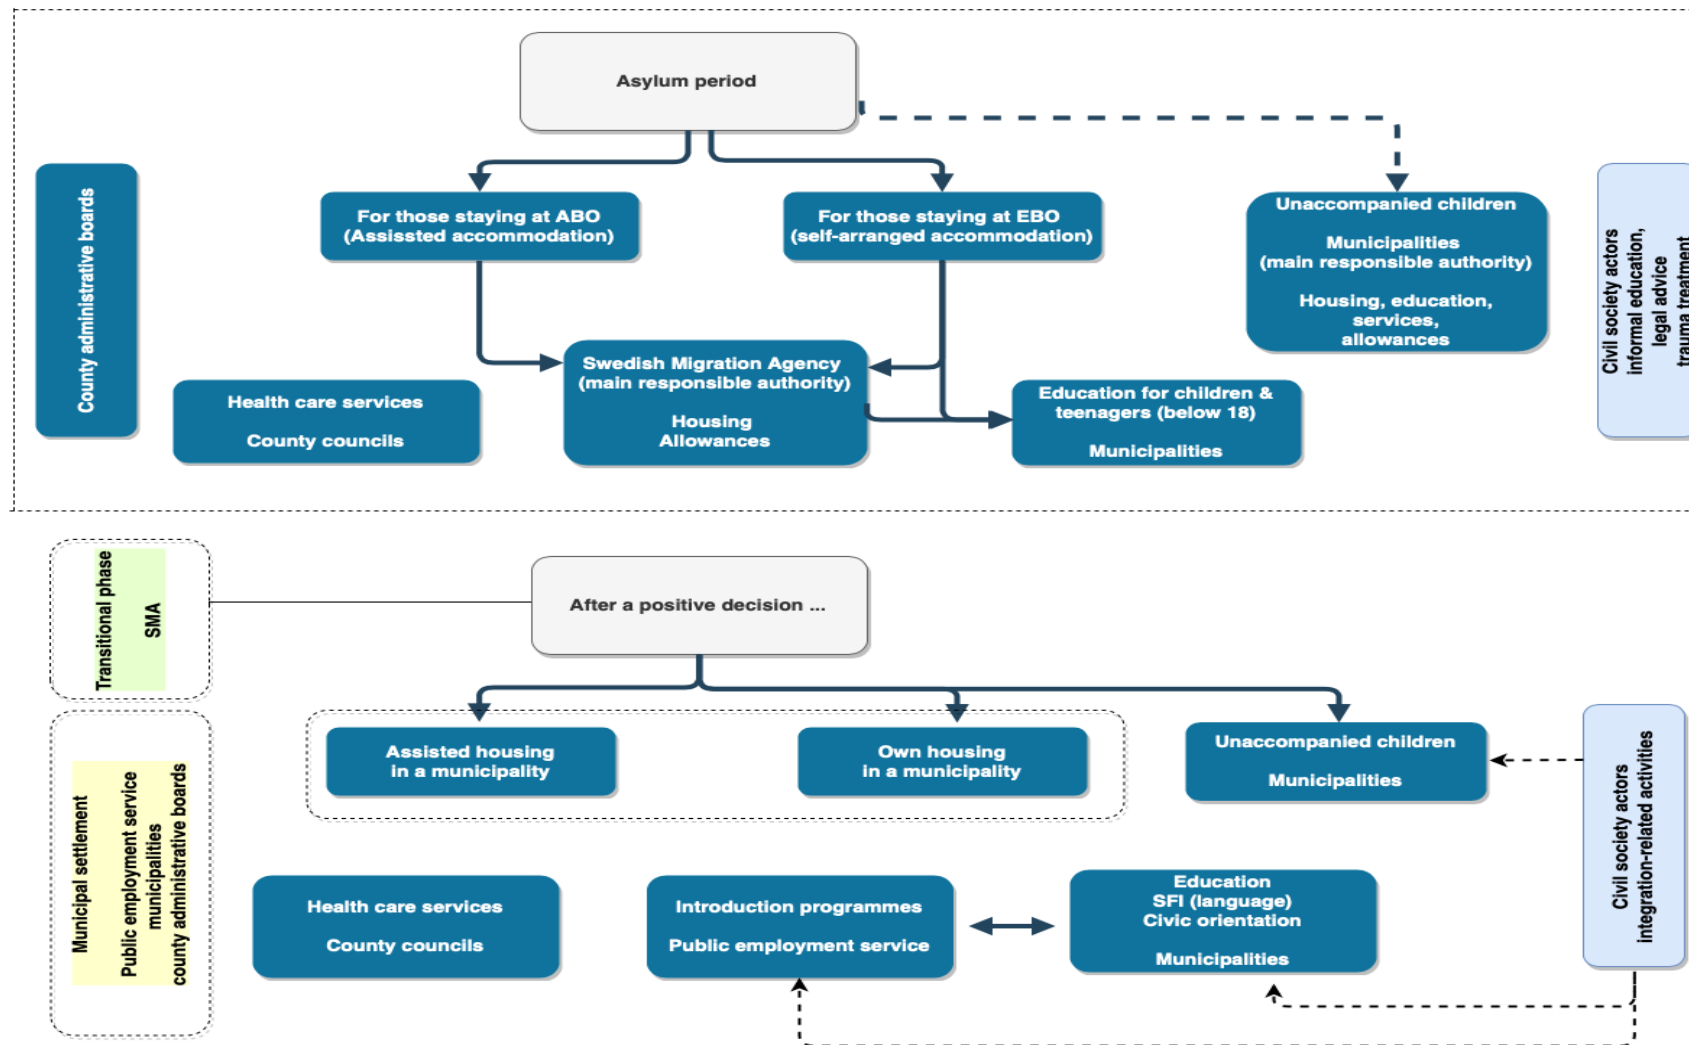 Asylum period
County administrative boards
For those staying at ABO
(Assissted accommodation)
For those staying at EBO
(self-arranged accommodation)
Unaccompanied children
Municipalities
(main responsible authority)
Housing, education,
services,
allowances
Civil society actors
informal education,
legal advice
trauma treatment
Health care services
County councils
Swedish Migration Agency
(main responsible authority)
Housing
Allowances
Education for children &
teenagers (below 18)
Municipalities
Transitional phase
SMA
After a positive decision ...
Municipal settlement
Public employment service
municipalities
county administrative boards
Assisted housing
in a municipality
Own housing
in a municipality
Unaccompanied children
Municipalities
Civil society actors
integration-related activities
Health care services
County councils
Introduction programmes
Public employment service
Education
SFI (language)
Civic orientation
Municipalities